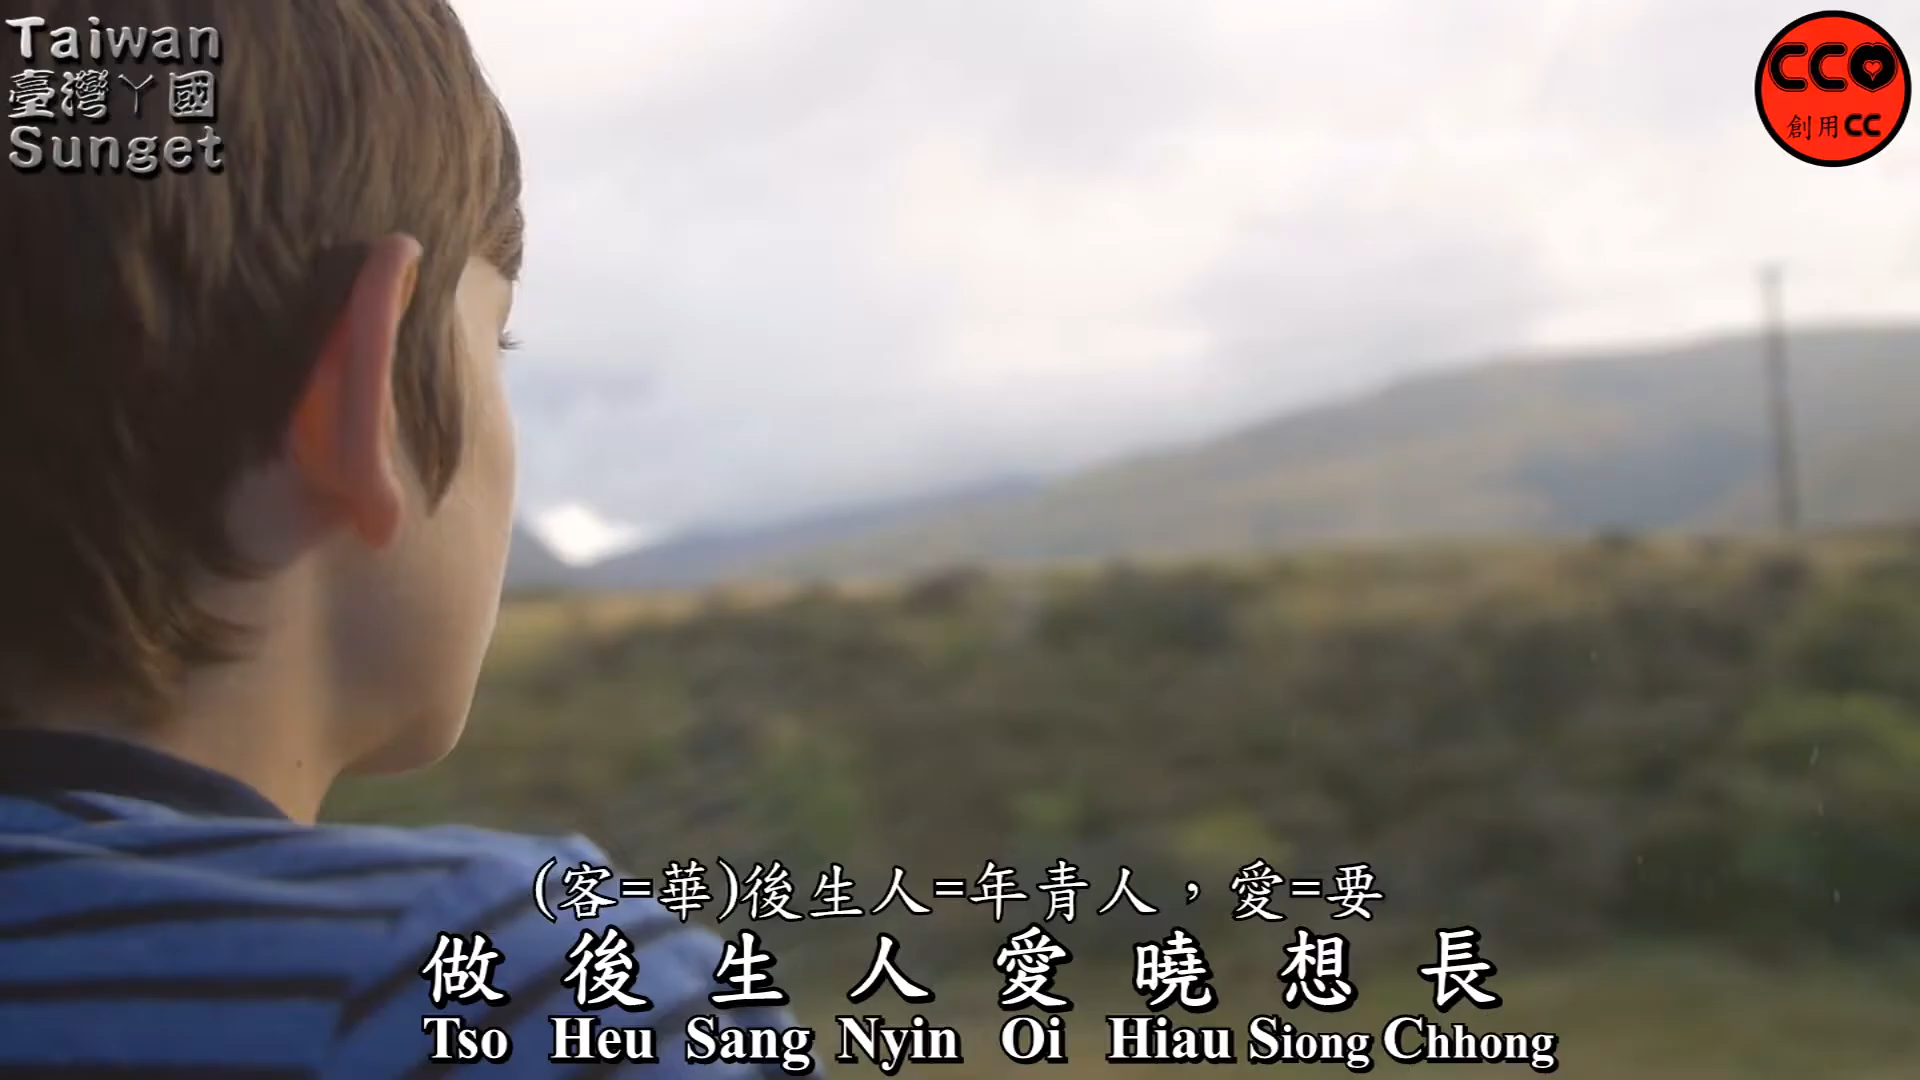 Taiwan
臺灣ㄚ國
Sunget
CCO
創用CC
(客=華)後生人=年青人，愛=要
做後生人愛曉想長
Tso Heu Sang Nyin Oi Hiau Siong Chhong